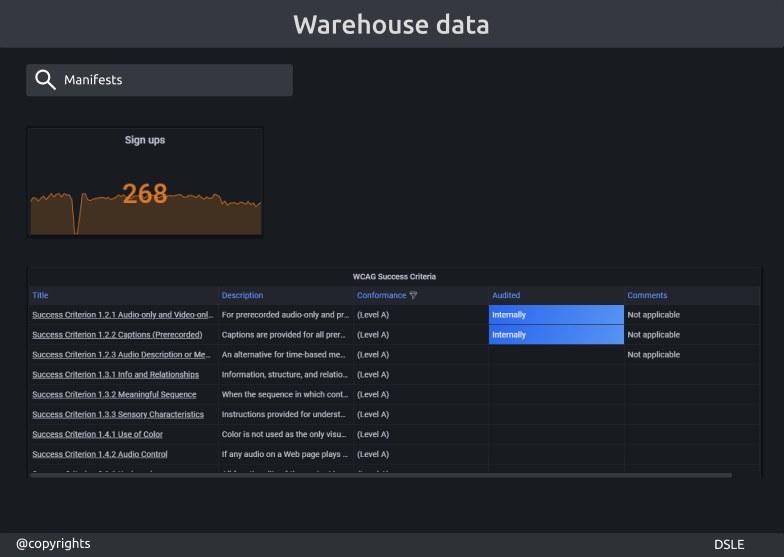 Warehouse data
Manifests
Sign ups
268
WCAG Success Criteria
Title Description Conformance Audited Comments
Success Criterion 1.2.1 Audio-only and Video-onl... For prerecorded audio-only and pr... (Level A) Internally Not applicable
Success Criterion 1.2.2 Captions (Prerecorded) Captions are provided for all prer... (Level A) Internally Not applicable
Success Criterion 1.2.3 Audio Description or Me... An alternative for time-based me... (Level A) Not applicable
Success Criterion 1.3.1 Info and Relationships Information, structure, and relatio... (Level A)
Success Criterion 1.3.2 Meaningful Sequence When the sequence in which cont... (Level A)
Success Criterion 1.3.3 Sensory Characteristics Instructions provided for underst... (Level A)
Success Criterion 1.4.1 Use of Color Color is not used as the only visu... (Level A)
Success Criterion 1.4.2 Audio Control If any audio on a Web page plays ... (Level A)
@copyrights DSLE